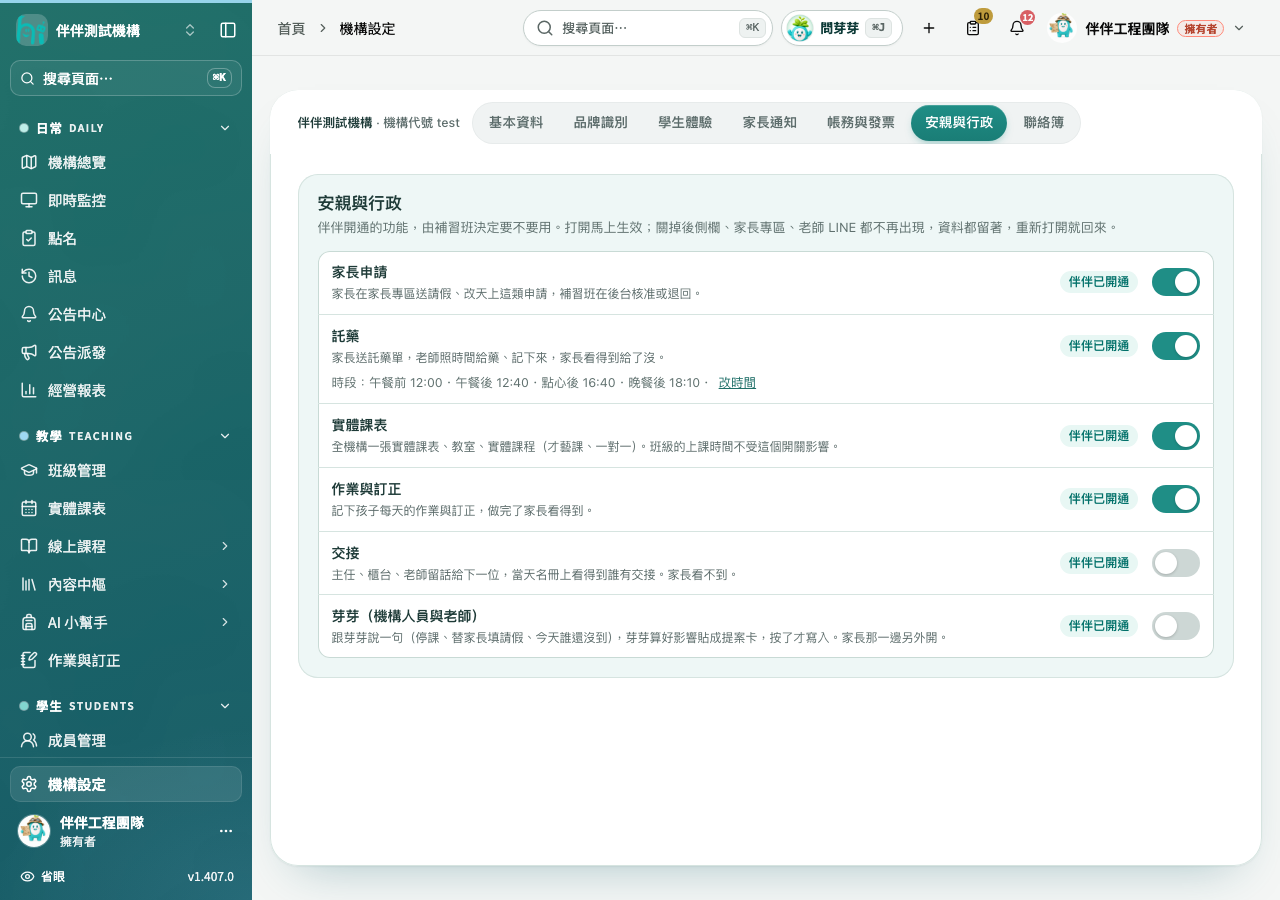 伴伴測試機構
搜尋頁面… ⌘K
日常 DAILY
機構總覽
即時監控
點名
訊息
公告中心
公告派發
經營報表
教學 TEACHING
班級管理
實體課表
線上課程
內容中樞
AI 小幫手
作業與訂正
學生 STUDENTS
成員管理
機構設定
伴伴工程團隊
擁有者
省眼 v1.407.0
首頁 機構設定
搜尋頁面… ⌘K
問芽芽 ⌘J
10
12
伴伴工程團隊 擁有者
伴伴測試機構 · 機構代號 test
基本資料 品牌識別 學生體驗 家長通知 帳務與發票 安親與行政 聯絡簿
安親與行政
伴伴開通的功能，由補習班決定要不要用。打開馬上生效；關掉後側欄、家長專區、老師 LINE 都不再出現，資料都留著，重新打開就回來。
家長申請
家長在家長專區送請假、改天上這類申請，補習班在後台核准或退回。
伴伴已開通
託藥
家長送託藥單，老師照時間給藥、記下來，家長看得到給了沒。
時段：午餐前 12:00 · 午餐後 12:40 · 點心後 16:40 · 晚餐後 18:10 · 改時間
伴伴已開通
實體課表
全機構一張實體課表、教室、實體課程（才藝課、一對一）。班級的上課時間不受這個開關影響。
伴伴已開通
作業與訂正
記下孩子每天的作業與訂正，做完了家長看得到。
伴伴已開通
交接
主任、櫃台、老師留話給下一位，當天名冊上看得到誰有交接。家長看不到。
伴伴已開通
芽芽（機構人員與老師）
跟芽芽說一句（停課、替家長填請假、今天誰還沒到），芽芽算好影響貼成提案卡，按了才寫入。家長那一邊另外開。
伴伴已開通